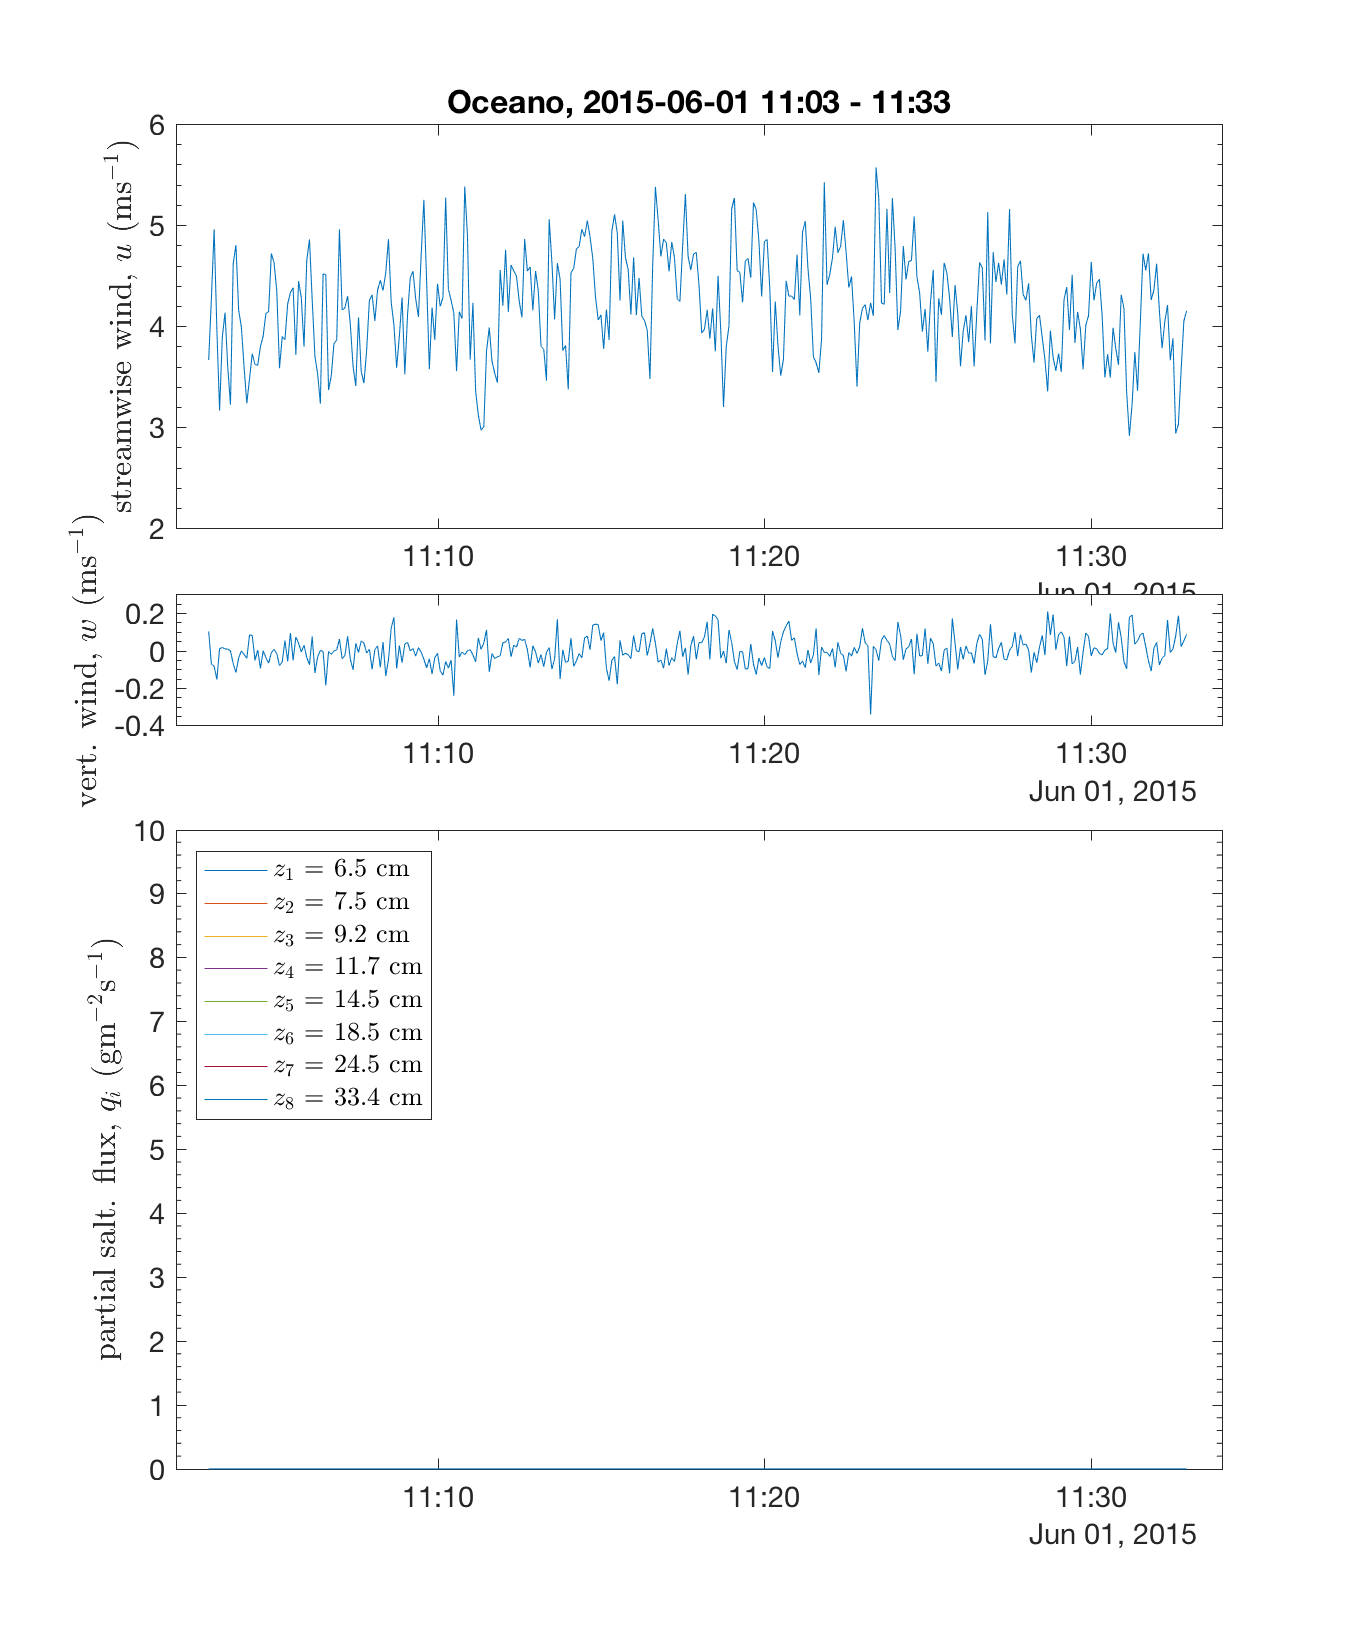 Oceano, 2015-06-01 11:03 - 11:33
streamwise wind, u (ms⁻¹)
6
5
4
3
2
11:10 11:20 11:30
Jun 01, 2015
vert. wind, w (ms⁻¹)
0.2
0
-0.2
-0.4
11:10 11:20 11:30
Jun 01, 2015
partial salt. flux, qᵢ (gm⁻²s⁻¹)
10
9
8
7
6
5
4
3
2
1
0
z₁ = 6.5 cm
z₂ = 7.5 cm
z₃ = 9.2 cm
z₄ = 11.7 cm
z₅ = 14.5 cm
z₆ = 18.5 cm
z₇ = 24.5 cm
z₈ = 33.4 cm
11:10 11:20 11:30
Jun 01, 2015